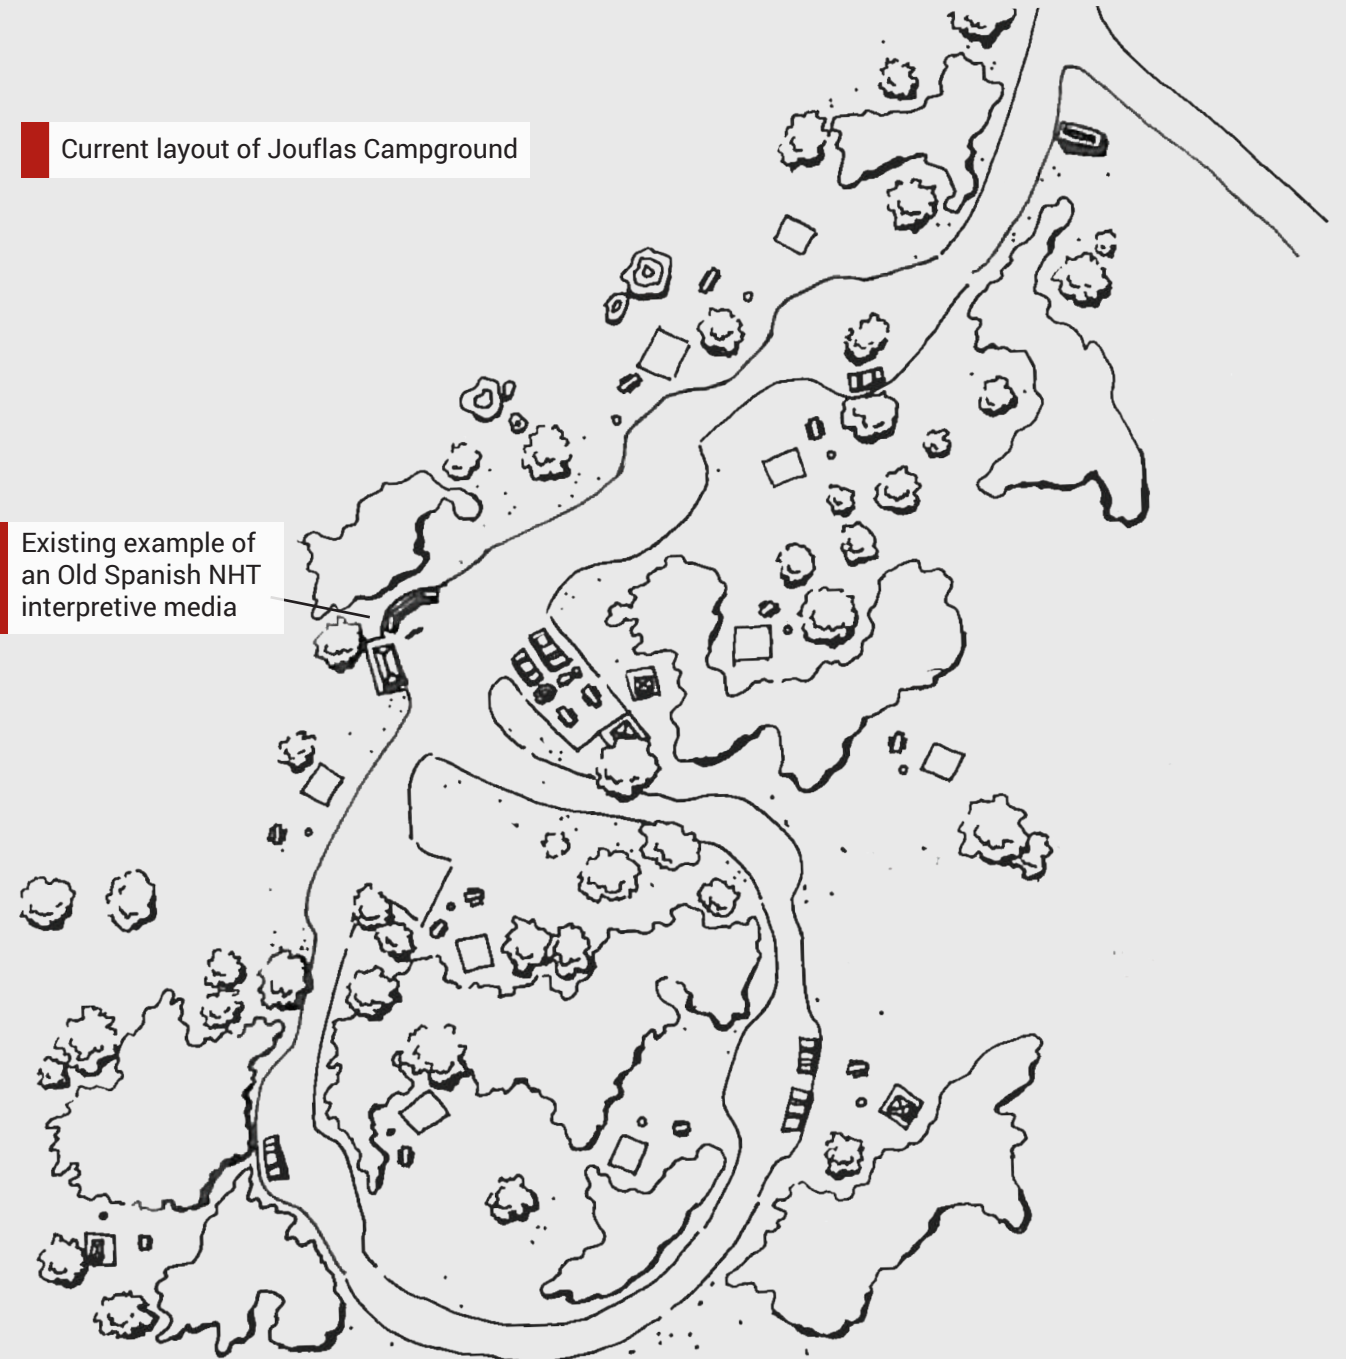 Current layout of Jouflas Campground
Existing example of
an Old Spanish NHT
interpretive media